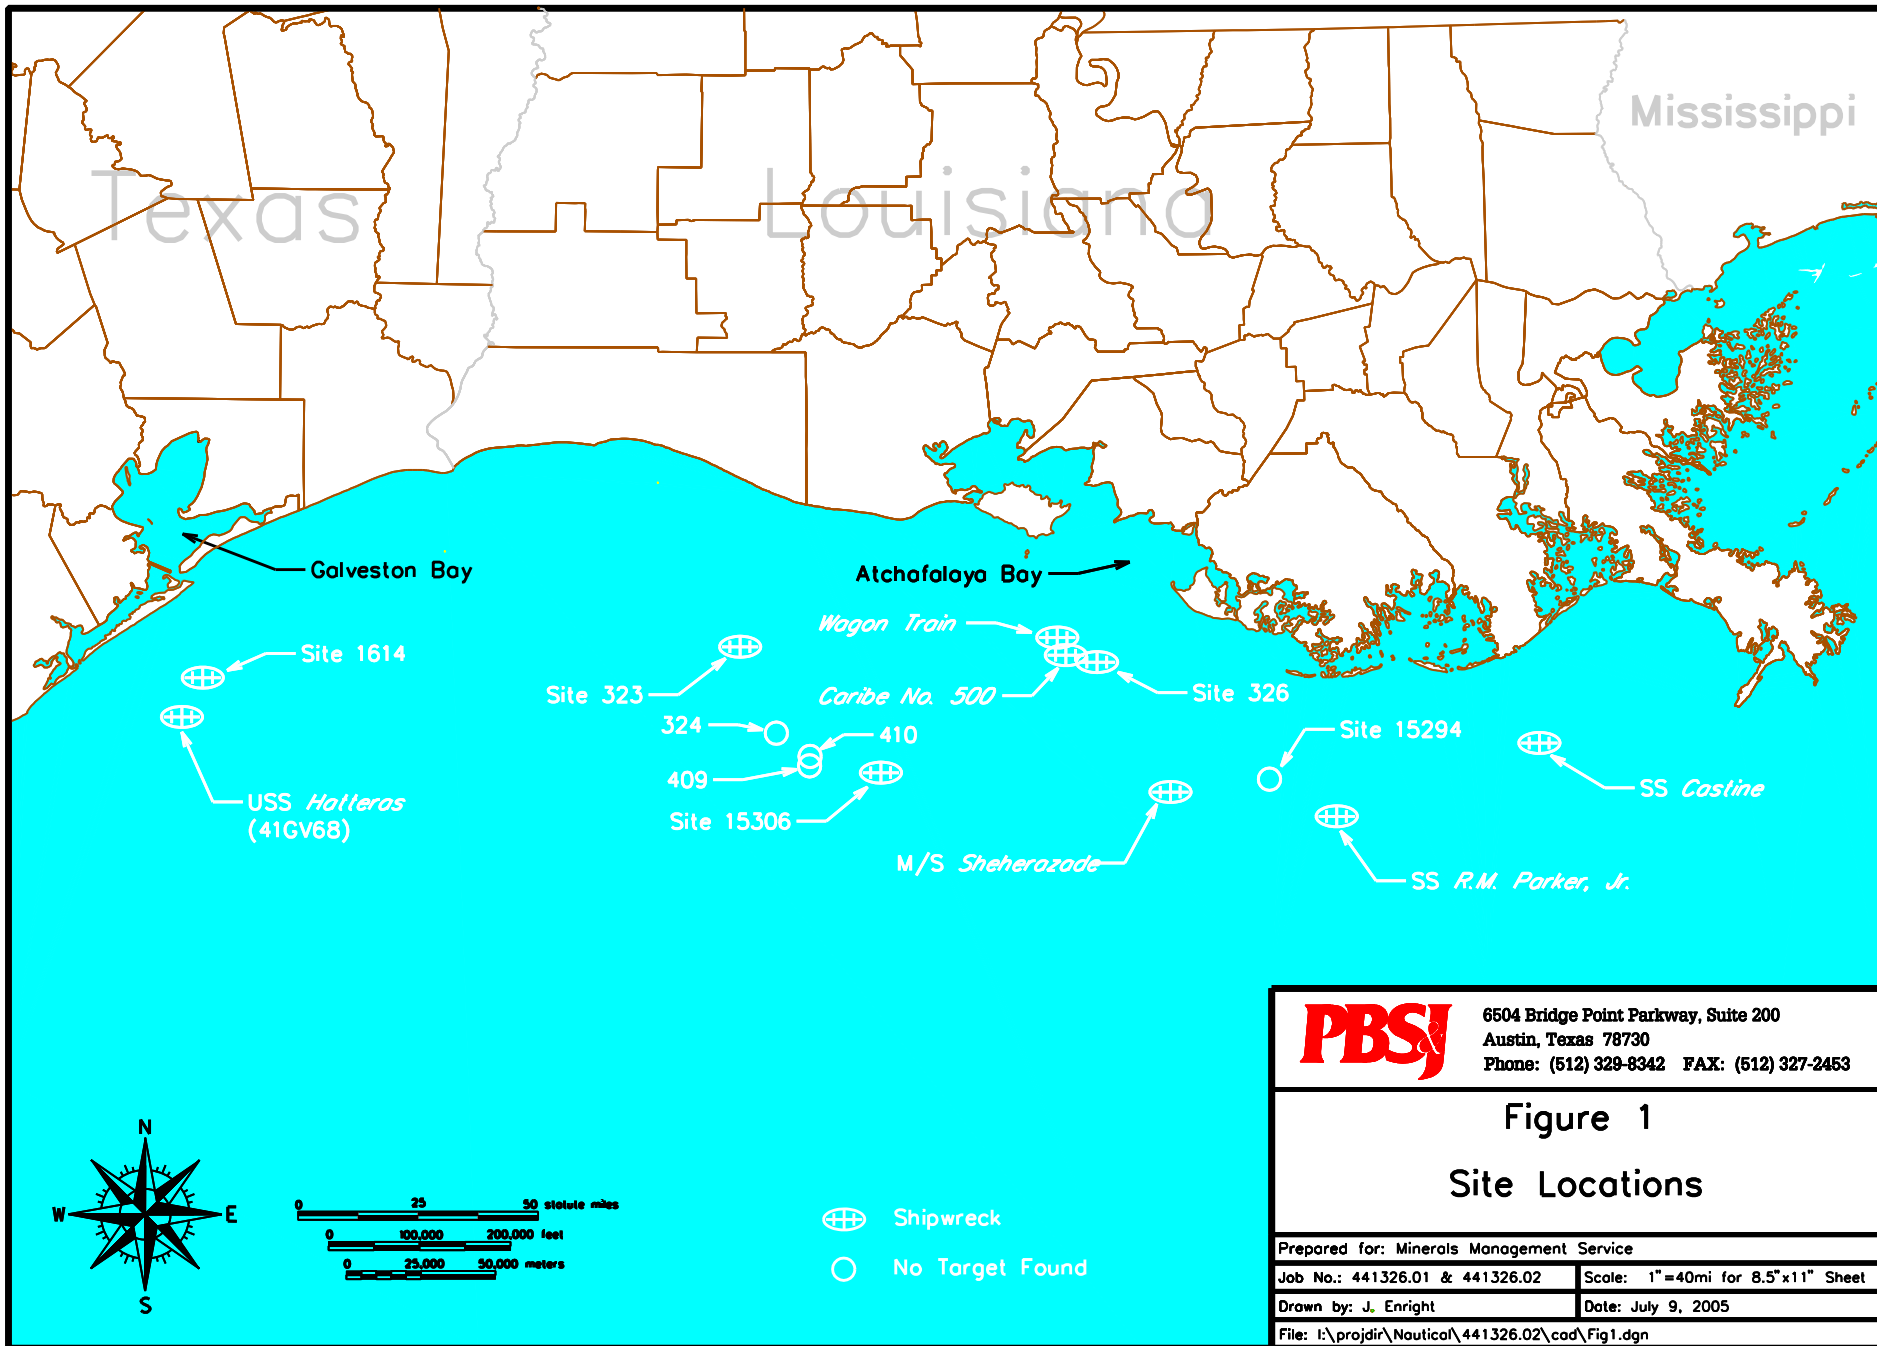 Mississippi
Texas
Louisiana
Galveston Bay
Atchafalaya Bay
Wagon Train
Site 1614
Site 323
Caribe No. 500
Site 326
324
410
Site 15294
409
SS Castine
USS Hatteras
(41GV68)
Site 15306
M/S Sheherazade
SS R.M. Parker, Jr.
PBS&J
6504 Bridge Point Parkway, Suite 200
Austin, Texas 78730
Phone: (512) 329-8342 FAX: (512) 327-2453
Figure 1
Site Locations
Prepared for: Minerals Management Service
Job No.: 441326.01 & 441326.02
Scale: 1"=40mi for 8.5"x11" Sheet
Drawn by: J. Enright
Date: July 9, 2005
File: I:\projdir\Nautical\441326.02\cad\Fig1.dgn
N
W
E
S
0 25 50 statute miles
0 100,000 200,000 feet
0 25,000 50,000 meters
Shipwreck
No Target Found